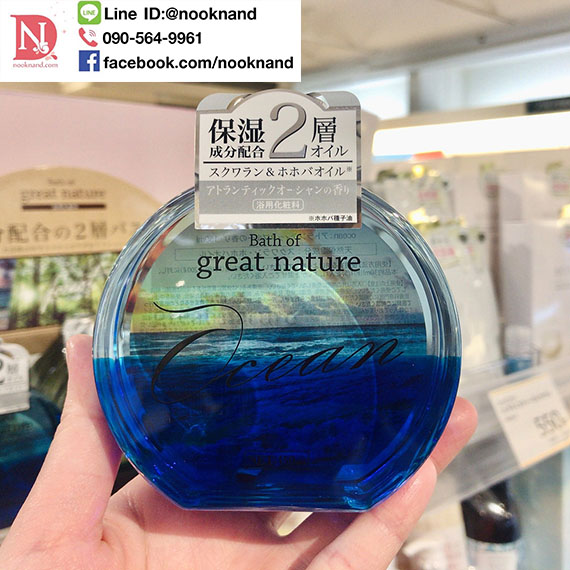 Line ID:@nooknand
090-564-9961
facebook.com/nooknand
nooknand.com
保湿
成分配合
2層
オイル
スクワラン&ホホバオイル※
アトランティックオーシャンの香り
浴用化粧料
※ホホバ種子油
Bath of
great nature
Ocean
Bath of
great nature
配合の2層バ
2層